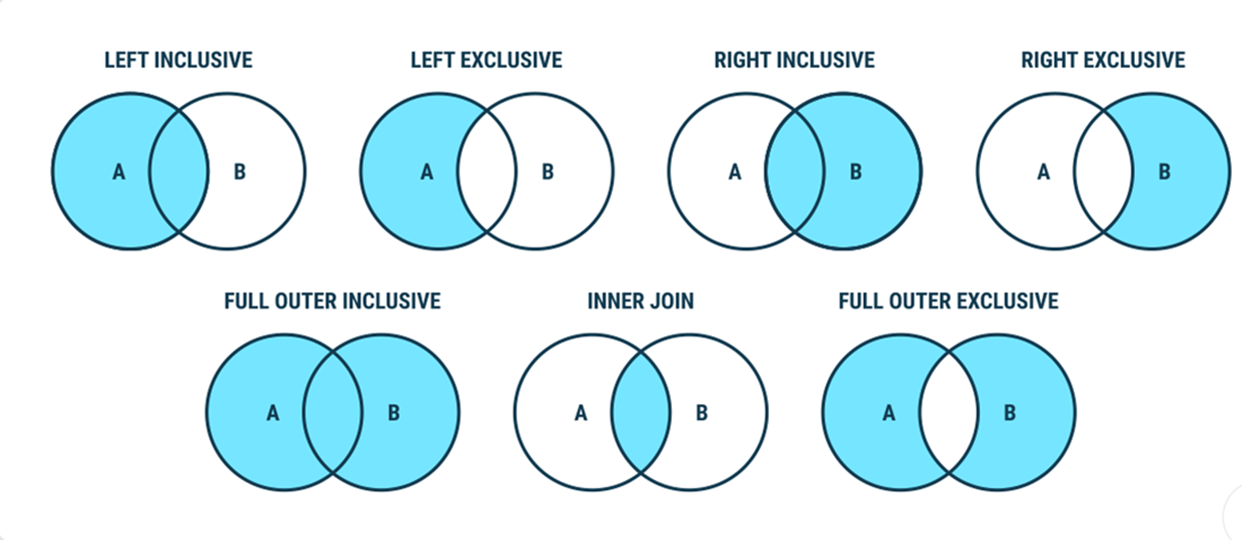 LEFT INCLUSIVE
LEFT EXCLUSIVE
RIGHT INCLUSIVE
RIGHT EXCLUSIVE
A B
A B
A B
A B
FULL OUTER INCLUSIVE
INNER JOIN
FULL OUTER EXCLUSIVE
A B
A B
A B